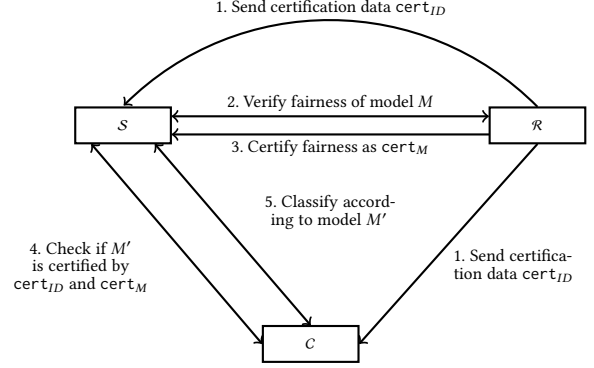 1. Send certification data cert_ID
2. Verify fairness of model M
S
R
3. Certify fairness as cert_M
5. Classify accord-
ing to model M′
4. Check if M′
is certified by
cert_ID and cert_M
1. Send certifica-
tion data cert_ID
C